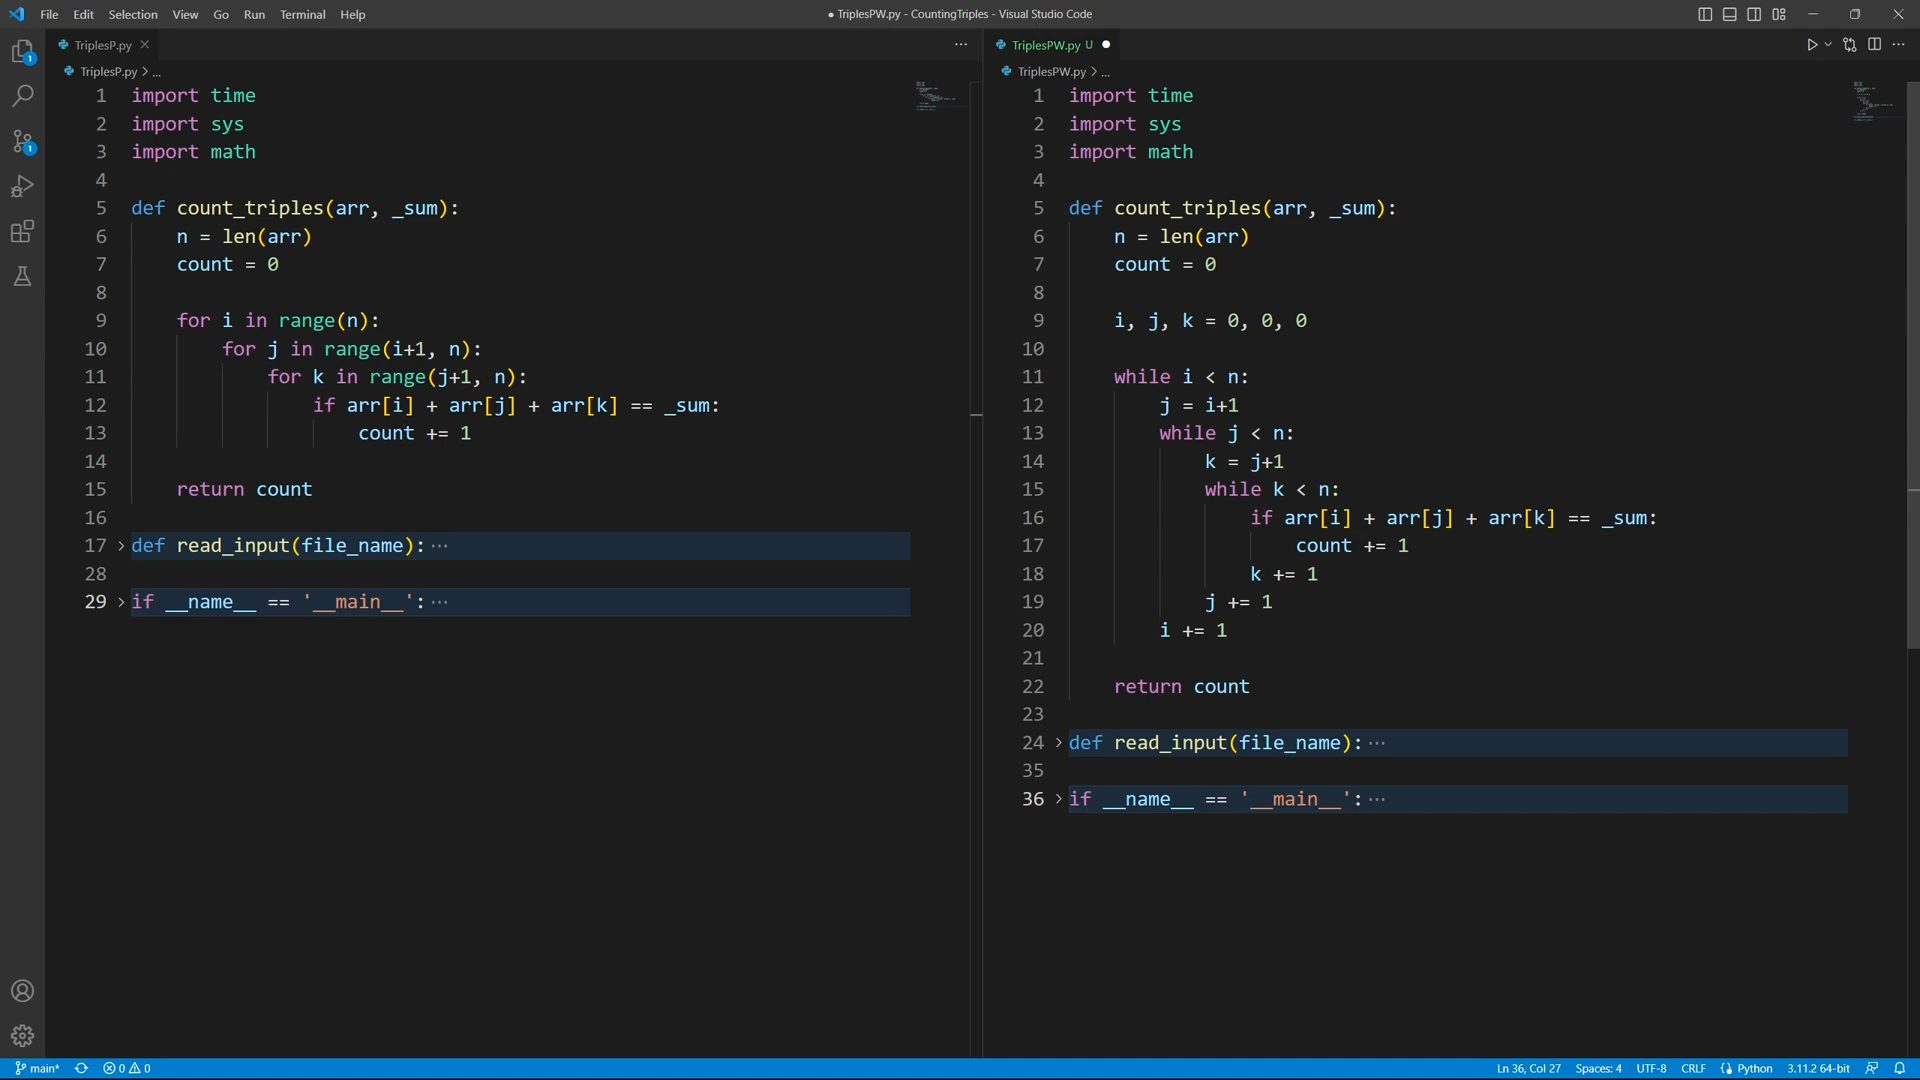 File Edit Selection View Go Run Terminal Help
● TriplesPW.py - CountingTriples - Visual Studio Code
TriplesP.py
TriplesP.py > ...
1 import time
2 import sys
3 import math
4
5 def count_triples(arr, _sum):
6 n = len(arr)
7 count = 0
8
9 for i in range(n):
10 for j in range(i+1, n):
11 for k in range(j+1, n):
12 if arr[i] + arr[j] + arr[k] == _sum:
13 count += 1
14
15 return count
16
17 > def read_input(file_name): ···
28
29 > if __name__ == '__main__': ···
TriplesPW.py U ●
TriplesPW.py > ...
1 import time
2 import sys
3 import math
4
5 def count_triples(arr, _sum):
6 n = len(arr)
7 count = 0
8
9 i, j, k = 0, 0, 0
10
11 while i < n:
12 j = i+1
13 while j < n:
14 k = j+1
15 while k < n:
16 if arr[i] + arr[j] + arr[k] == _sum:
17 count += 1
18 k += 1
19 j += 1
20 i += 1
21
22 return count
23
24 > def read_input(file_name): ···
35
36 > if __name__ == '__main__': ···
1
1
main* 0 0
Ln 36, Col 27 Spaces: 4 UTF-8 CRLF Python 3.11.2 64-bit